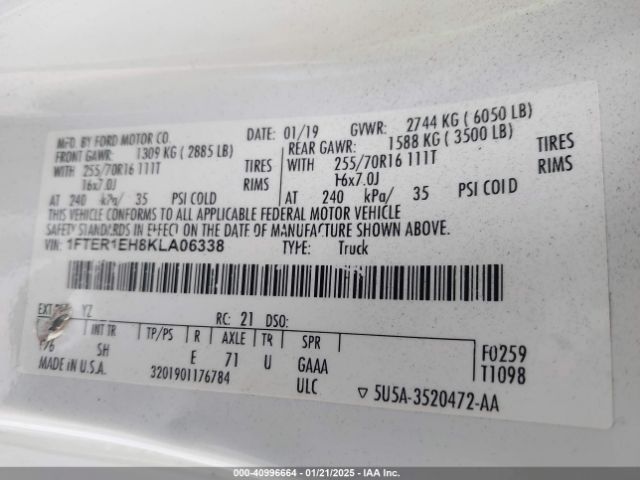 MFD. BY FORD MOTOR CO.
DATE: 01/19 GVWR: 2744 KG ( 6050 LB)
FRONT GAWR: 1309 KG ( 2885 LB) REAR GAWR: 1588 KG ( 3500 LB)
WITH 255/70R16 111T TIRES WITH 255/70R16 111T TIRES
16x7.0J RIMS 16x7.0J RIMS
AT 240 kPa/ 35 PSI COLD AT 240 kPa/ 35 PSI COLD
THIS VEHICLE CONFORMS TO ALL APPLICABLE FEDERAL MOTOR VEHICLE
SAFETY STANDARDS IN EFFECT ON THE DATE OF MANUFACTURE SHOWN ABOVE.
VIN: 1FTER1EH8KLA06338 TYPE: Truck
EXT YZ RC: 21 DSO:
INT TR TP/PS R AXLE TR SPR F0259
SH E 71 U GAAA T1098
MADE IN U.S.A. 3201901176784 ULC ▽ 5U5A-3520472-AA
© - 40996664 - 01/21/2025 - IAA Inc.